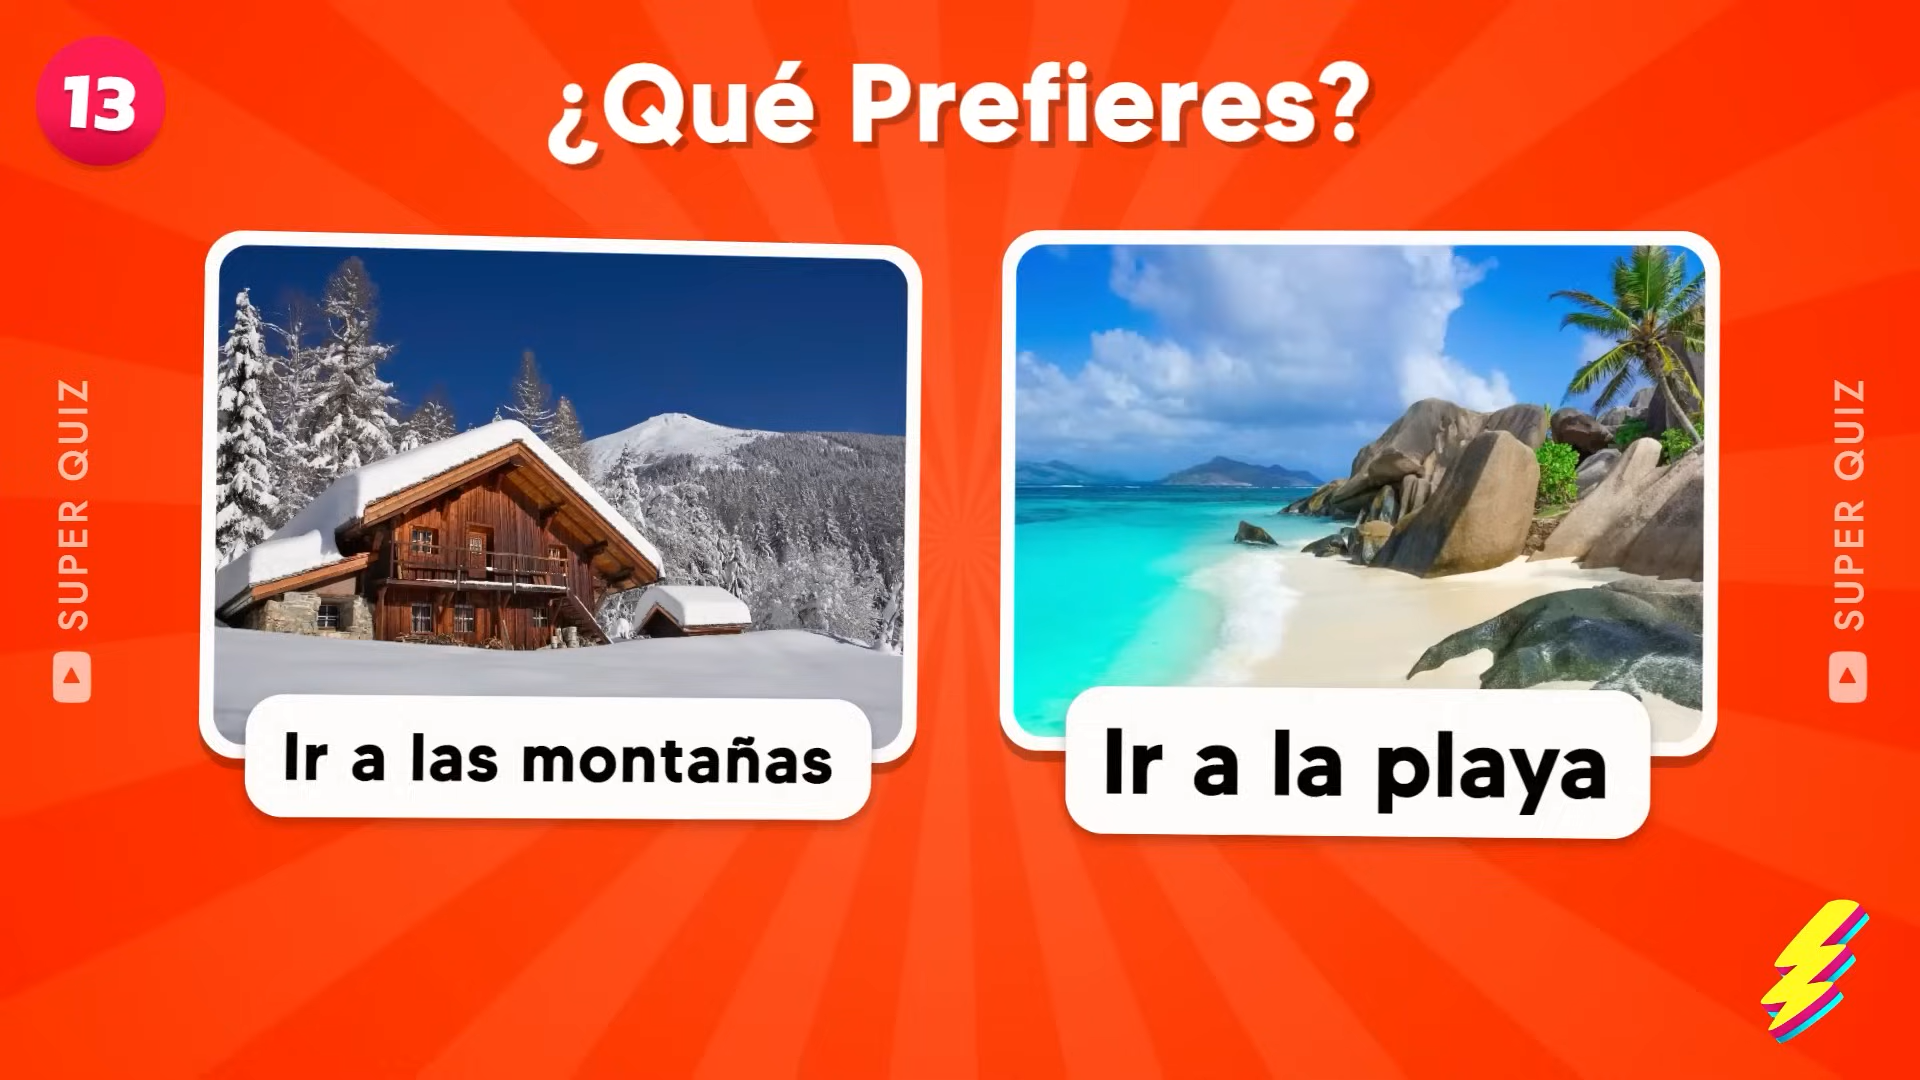 13
¿Qué Prefieres?
SUPER QUIZ
SUPER QUIZ
Ir a las montañas
Ir a la playa